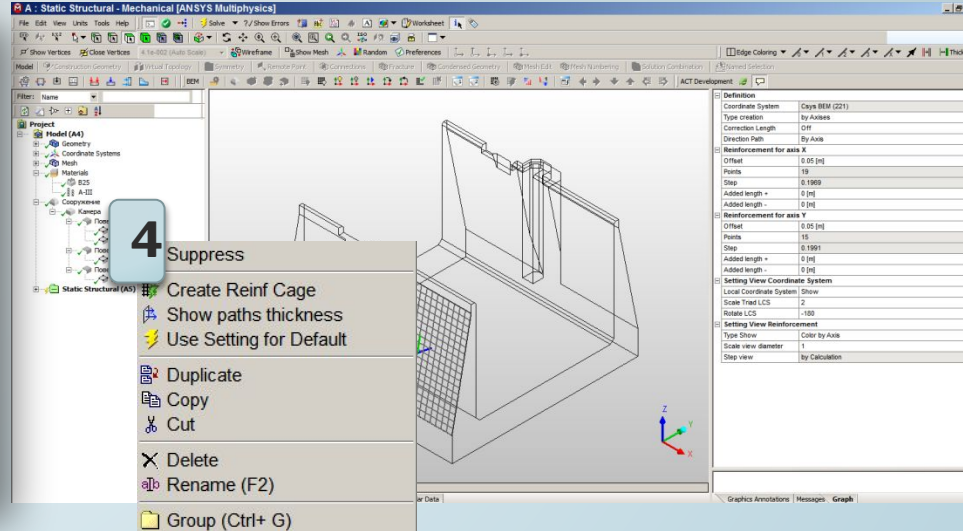 A : Static Structural - Mechanical [ANSYS Multiphysics]
File Edit View Units Tools Help Solve ?/ Show Errors Worksheet
Show Vertices Close Vertices 4.1e-002 (Auto Scale) Wireframe Show Mesh Random Preferences Edge Coloring Thick
Model Construction Geometry Virtual Topology Symmetry Remote Point Connections Fracture Condensed Geometry Mesh Edit Mesh Numbering Solution Combination Named Selection
BEM ACT Development
Filter: Name
Project
Model (A4)
Geometry
Coordinate Systems
Mesh
Materials
B25
A-III
Сооружение
Камера
Static Structural (A5)
4
Suppress
Create Reinf Cage
Show paths thickness
Use Setting for Default
Duplicate
Copy
Cut
Delete
Rename (F2)
Group (Ctrl+ G)
Z
Y
X
Definition
Coordinate System Csys BEM (221)
Type creation by Axises
Correction Length Off
Direction Path By Axis
Reinforcement for axis X
Offset 0.05 [m]
Points 19
Step 0.1969
Added length + 0 [m]
Added length - 0 [m]
Reinforcement for axis Y
Offset 0.05 [m]
Points 15
Step 0.1991
Added length + 0 [m]
Added length - 0 [m]
Setting View Coordinate System
Local Coordinate System Show
Scale Triad LCS 2
Rotate LCS -180
Setting View Reinforcement
Type Show Color by Axis
Scale view diameter 1
Step view by Calculation
Graphics Annotations Messages Graph